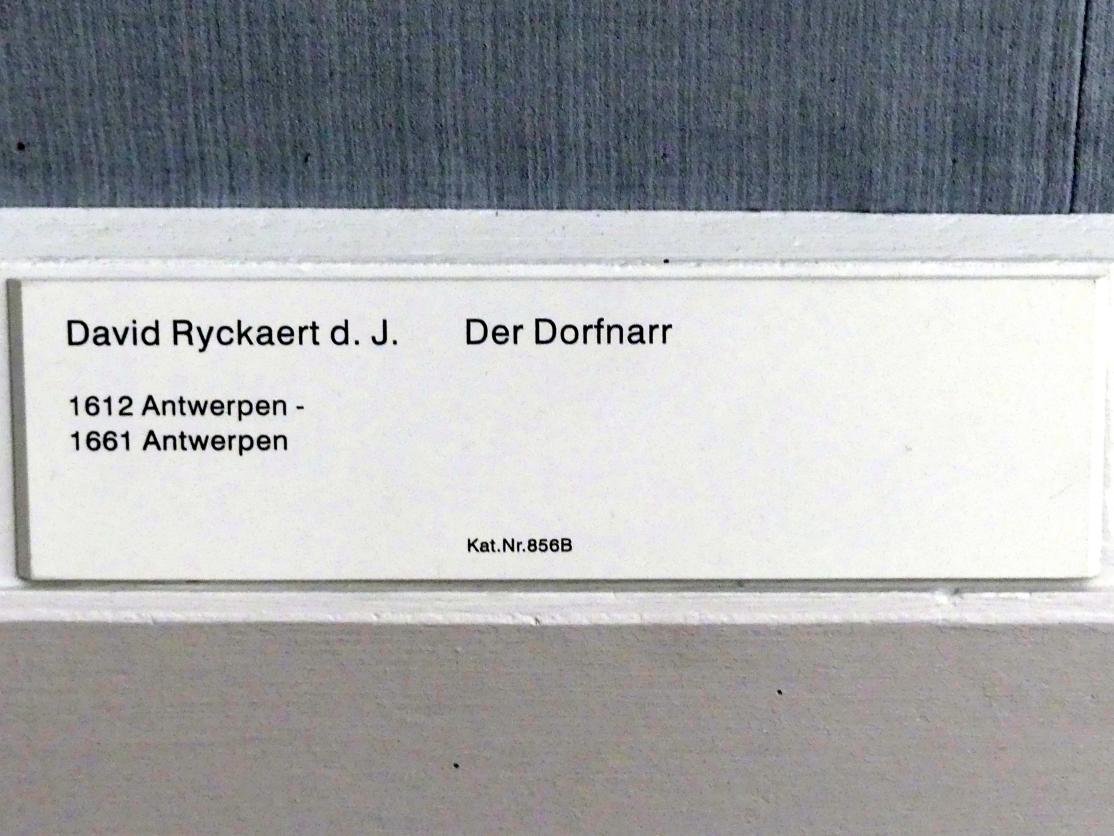 David Ryckaert d. J.
1612 Antwerpen -
1661 Antwerpen
Der Dorfnarr
Kat.Nr.856B